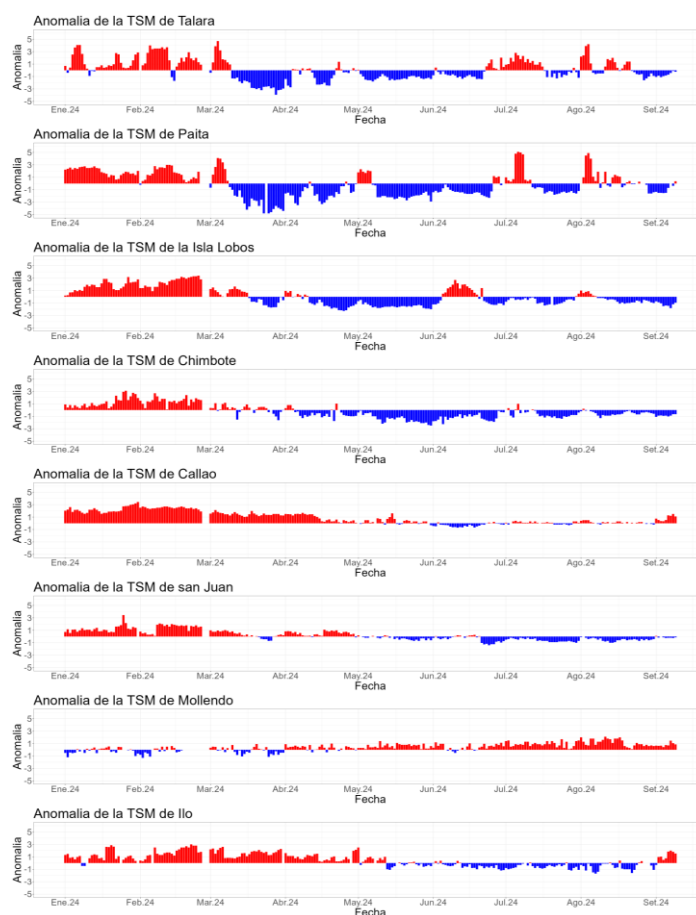 Anomalia de la TSM de Talara
Anomalia
5
3
1
-1
-3
-5
Ene.24 Feb.24 Mar.24 Abr.24 May.24 Jun.24 Jul.24 Ago.24 Set.24
Fecha
Anomalia de la TSM de Paita
Anomalia
5
3
1
-1
-3
-5
Ene.24 Feb.24 Mar.24 Abr.24 May.24 Jun.24 Jul.24 Ago.24 Set.24
Fecha
Anomalia de la TSM de la Isla Lobos
Anomalia
5
3
1
-1
-3
-5
Ene.24 Feb.24 Mar.24 Abr.24 May.24 Jun.24 Jul.24 Ago.24 Set.24
Fecha
Anomalia de la TSM de Chimbote
Anomalia
5
3
1
-1
-3
-5
Ene.24 Feb.24 Mar.24 Abr.24 May.24 Jun.24 Jul.24 Ago.24 Set.24
Fecha
Anomalia de la TSM de Callao
Anomalia
5
3
1
-1
-3
-5
Ene.24 Feb.24 Mar.24 Abr.24 May.24 Jun.24 Jul.24 Ago.24 Set.24
Fecha
Anomalia de la TSM de san Juan
Anomalia
5
3
1
-1
-3
-5
Ene.24 Feb.24 Mar.24 Abr.24 May.24 Jun.24 Jul.24 Ago.24 Set.24
Fecha
Anomalia de la TSM de Mollendo
Anomalia
5
3
1
-1
-3
-5
Ene.24 Feb.24 Mar.24 Abr.24 May.24 Jun.24 Jul.24 Ago.24 Set.24
Fecha
Anomalia de la TSM de Ilo
Anomalia
5
3
1
-1
-3
-5
Ene.24 Feb.24 Mar.24 Abr.24 May.24 Jun.24 Jul.24 Ago.24 Set.24
Fecha